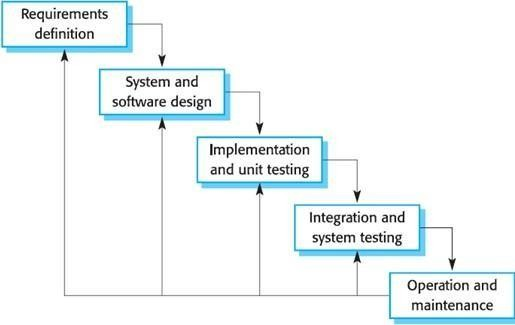 Requirements
definition
System and
software design
Implementation
and unit testing
Integration and
system testing
Operation and
maintenance